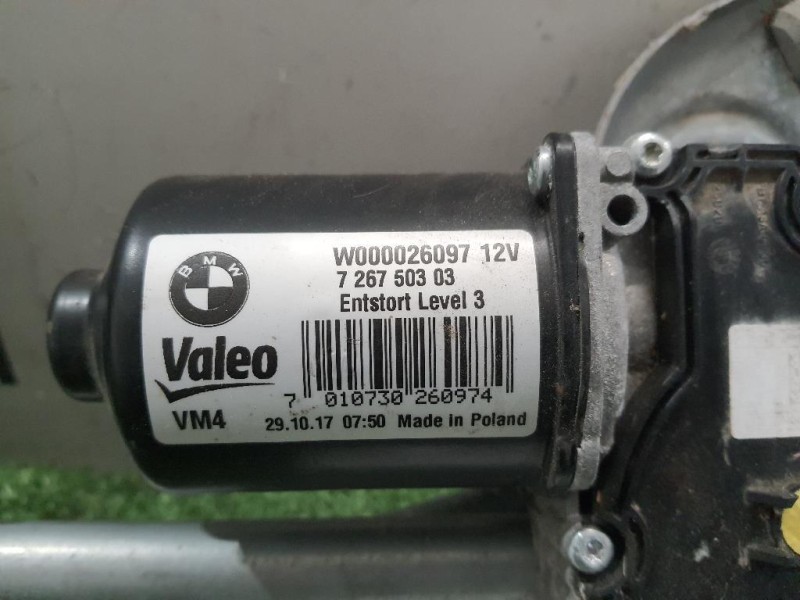 BMW
W000026097 12V
7 267 503 03
Entstort Level 3
Valeo
7 010730 260974
VM4
29.10.17 07:50 Made in Poland